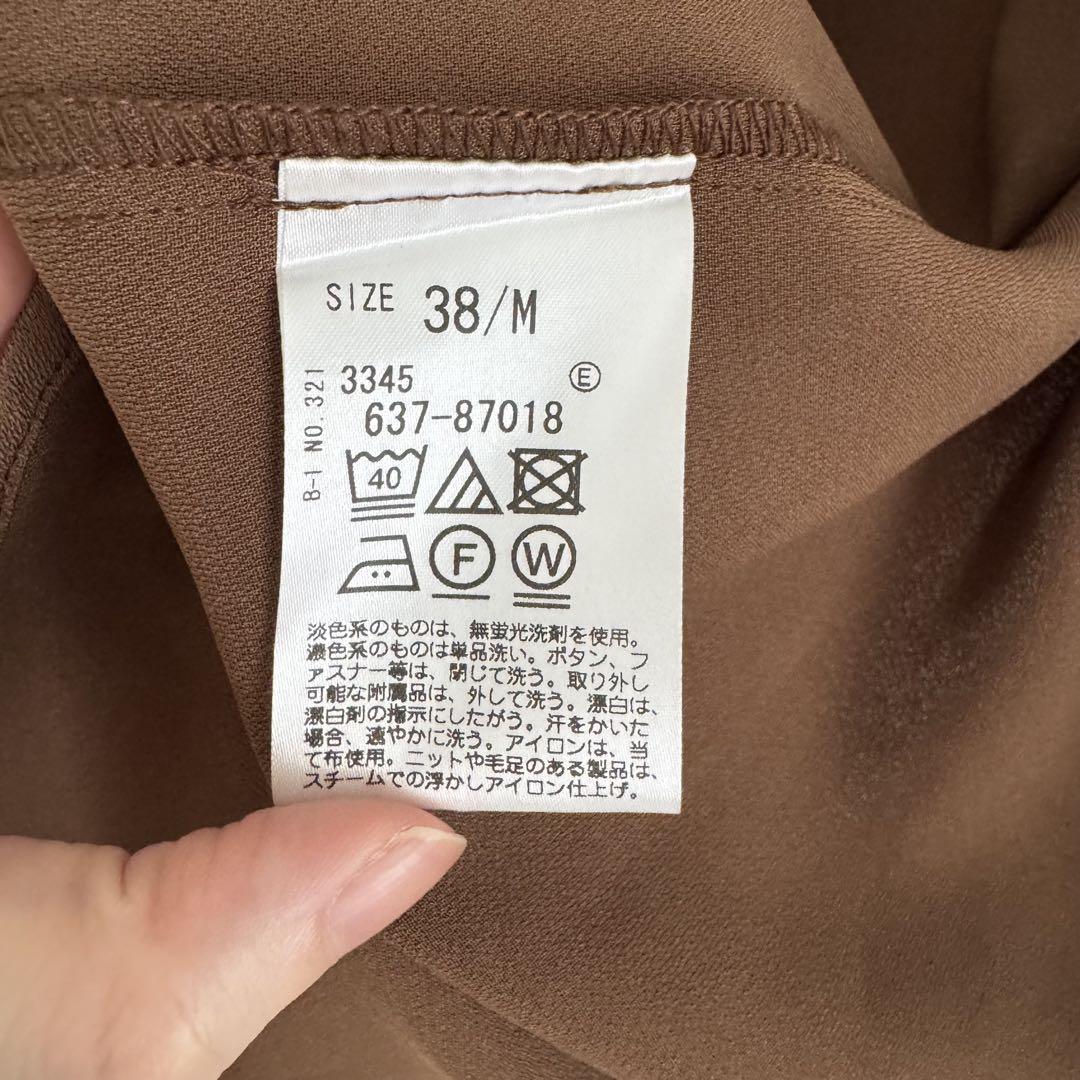 SIZE 38/M
B-1 NO.321
3345 Ⓔ
637-87018
40
F W
淡色系のものは、無蛍光洗剤を使用。
濃色系のものは単品洗い。ボタン、フ
ァスナー等は、閉じて洗う。取り外し
可能な附属品は、外して洗う。漂白は、
漂白剤の指示にしたがう。汗をかいた
場合、速やかに洗う。アイロンは、当
て布使用。ニットや毛足のある製品は、
スチームでの浮かしアイロン仕上げ。